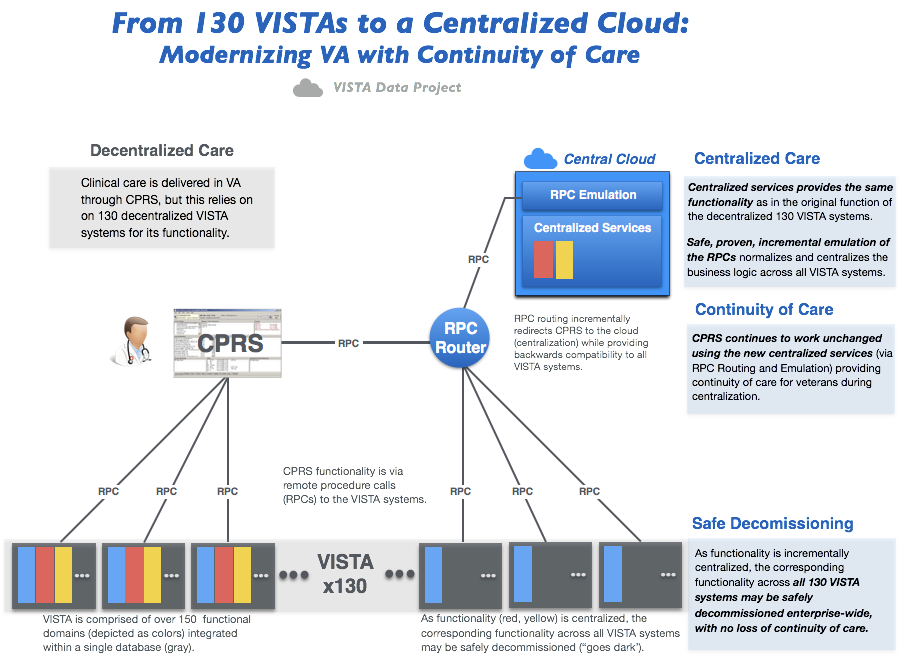 From 130 VISTAs to a Centralized Cloud:
Modernizing VA with Continuity of Care
VISTA Data Project
Decentralized Care
Clinical care is delivered in VA
through CPRS, but this relies on
on 130 decentralized VISTA
systems for its functionality.
Central Cloud
RPC Emulation
Centralized Services
Centralized Care
Centralized services provides the same
functionality as in the original function of
the decentralized 130 VISTA systems.
Safe, proven, incremental emulation of
the RPCs normalizes and centralizes the
business logic across all VISTA systems.
RPC
CPRS
RPC
RPC
Router
RPC routing incrementally
redirects CPRS to the cloud
(centralization) while providing
backwards compatibility to all
VISTA systems.
Continuity of Care
CPRS continues to work unchanged
using the new centralized services (via
RPC Routing and Emulation) providing
continuity of care for veterans during
centralization.
CPRS functionality is via
remote procedure calls
(RPCs) to the VISTA systems.
RPC
RPC
RPC
RPC
RPC
RPC
VISTA
x130
VISTA is comprised of over 150 functional
domains (depicted as colors) integrated
within a single database (gray).
As functionality (red, yellow) is centralized, the
corresponding functionality across all VISTA systems
may be safely decommissioned ("goes dark').
Safe Decomissioning
As functionality is incrementally
centralized, the corresponding
functionality across all 130 VISTA
systems may be safely
decommissioned enterprise-wide,
with no loss of continuity of care.